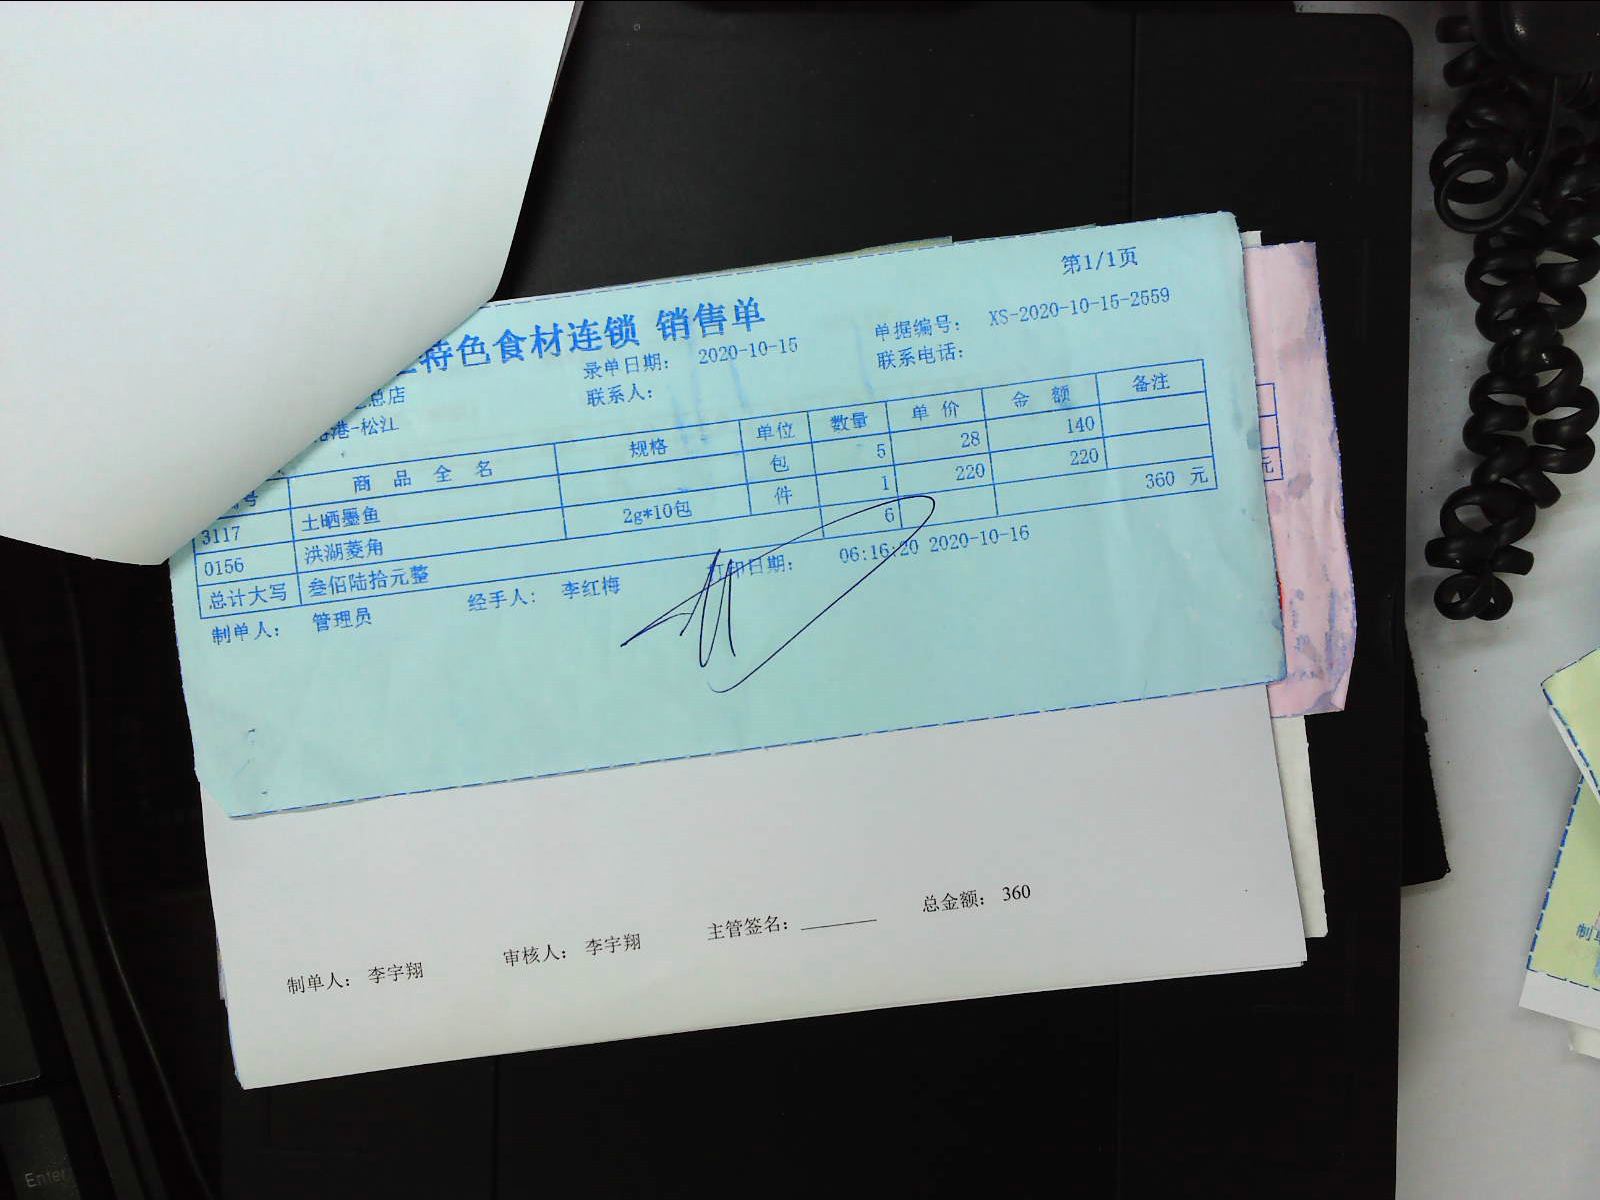 第1/1页
特色食材连锁 销售单
录单日期: 2020-10-15 单据编号: XS-2020-10-15-2559
总店 联系人: 联系电话:
港-松江
号 商品全名 规格 单位 数量 单价 金额 备注
3117 土晒墨鱼 包 5 28 140
0156 洪湖菱角 2g*10包 件 1 220 220
总计大写 叁佰陆拾元整 6 360 元
制单人: 管理员 经手人: 李红梅 打印日期: 06:16:20 2020-10-16
制单人: 李宇翔 审核人: 李宇翔 主管签名: 总金额: 360
元
Enter